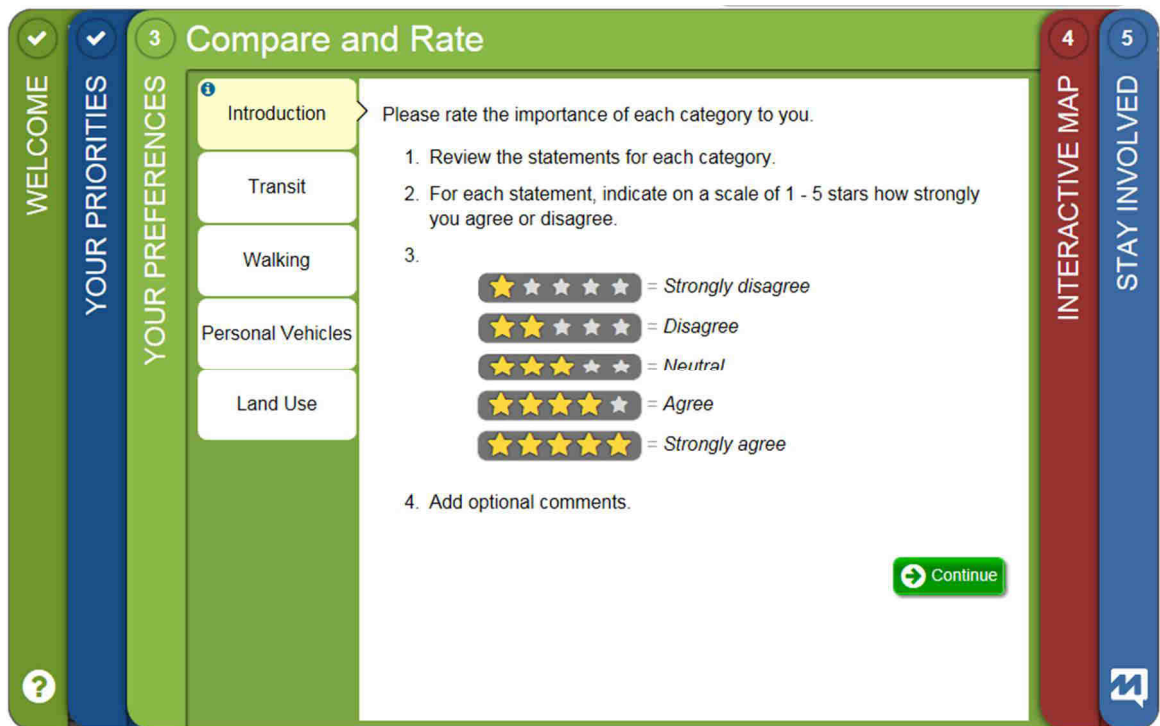 WELCOME
YOUR PRIORITIES
3
YOUR PREFERENCES
Compare and Rate
Introduction
Transit
Walking
Personal Vehicles
Land Use
Please rate the importance of each category to you.
1. Review the statements for each category.
2. For each statement, indicate on a scale of 1 - 5 stars how strongly
you agree or disagree.
3.
= Strongly disagree
= Disagree
= Neutral
= Agree
= Strongly agree
4. Add optional comments.
Continue
4
INTERACTIVE MAP
5
STAY INVOLVED
?